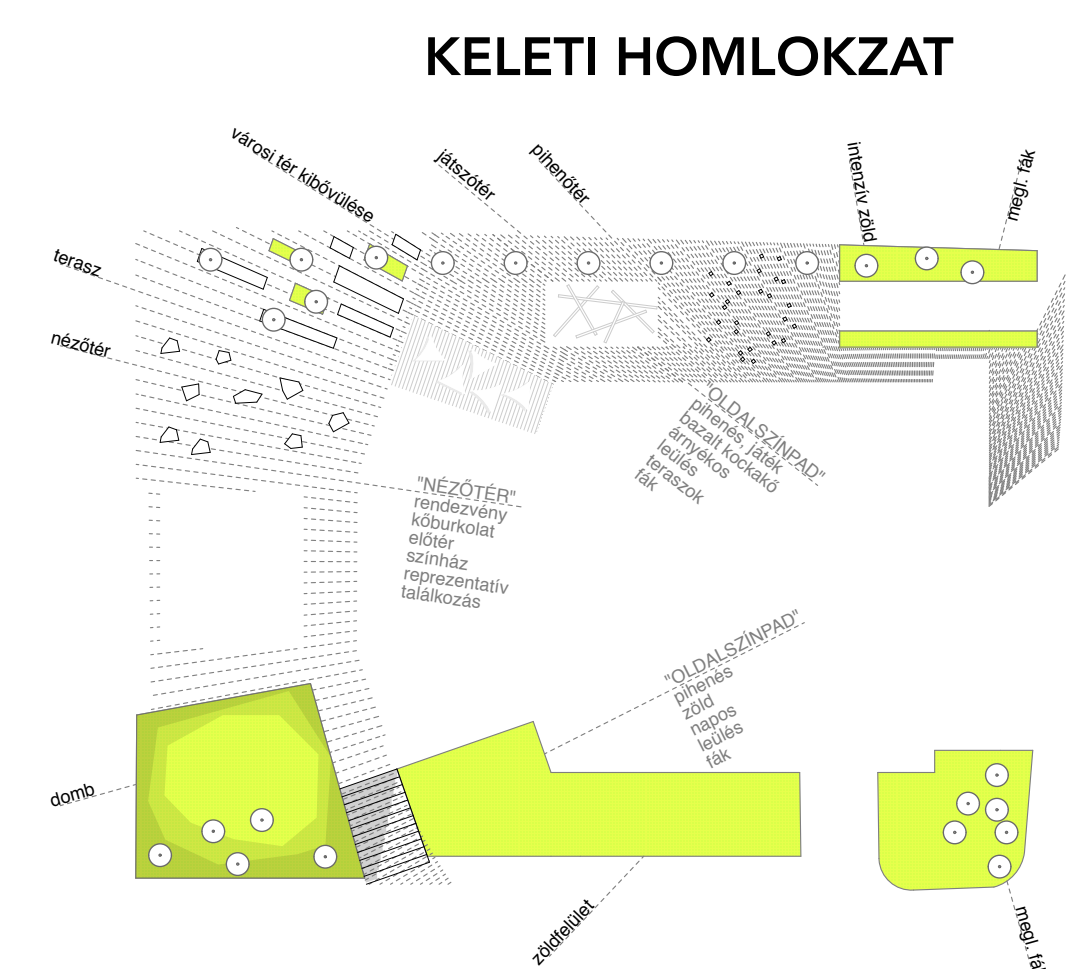 KELETI HOMLOKZAT
városi tér kibővülése
játszótér
pihenőtér
intenzív zöld
megl. fák
terasz
nézőtér
"OLDALSZÍNPAD"
pihenés, játék
bazalt kockakő
árnyékos
leülés
teraszok
fák
"NÉZŐTÉR"
rendezvény
kőburkolat
előtér
színház
reprezentatív
találkozás
"OLDALSZÍNPAD"
pihenés
zöld
napos
leülés
fák
domb
zöldfelület
megl.